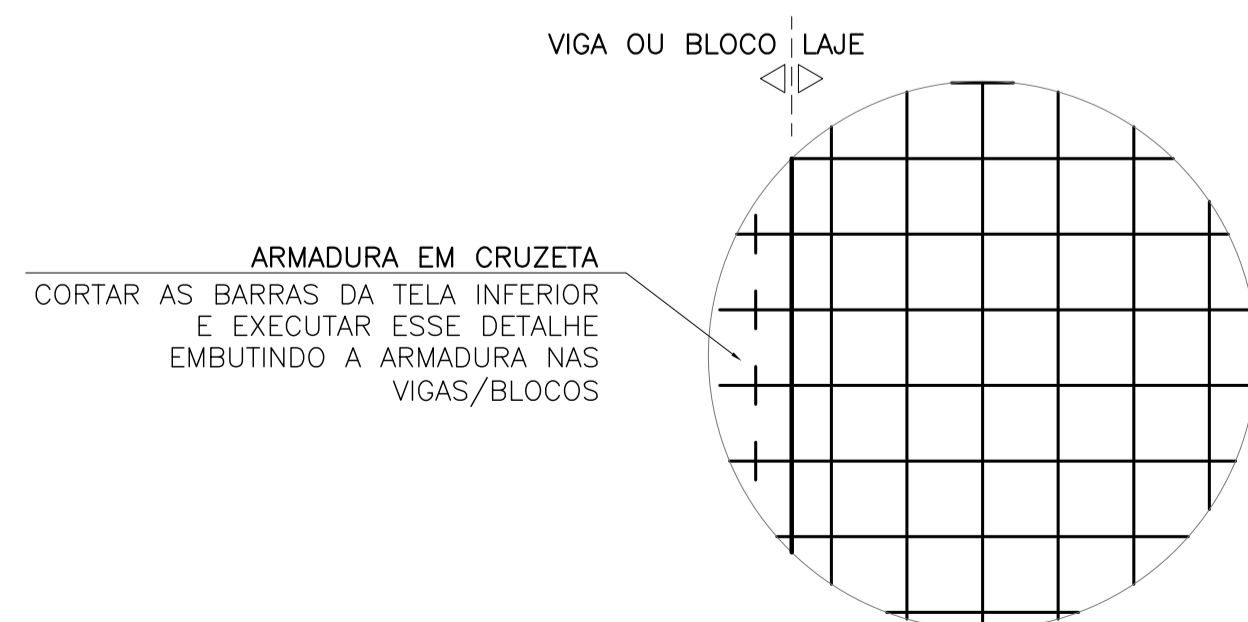 VIGA OU BLOCO LAJE
ARMADURA EM CRUZETA
CORTAR AS BARRAS DA TELA INFERIOR
E EXECUTAR ESSE DETALHE
EMBUTINDO A ARMADURA NAS
VIGAS/BLOCOS